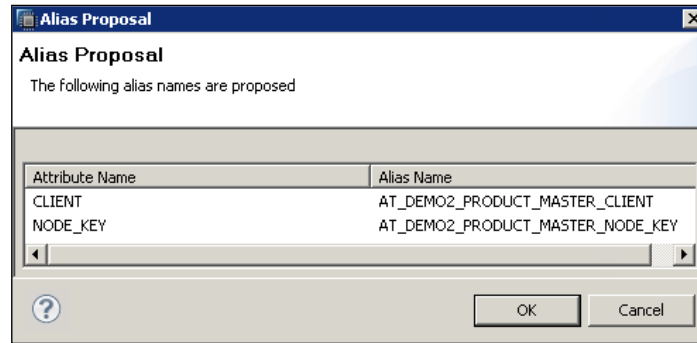 Alias Proposal
Alias Proposal
The following alias names are proposed
Attribute Name Alias Name
CLIENT AT_DEMO2_PRODUCT_MASTER_CLIENT
NODE_KEY AT_DEMO2_PRODUCT_MASTER_NODE_KEY
? OK Cancel